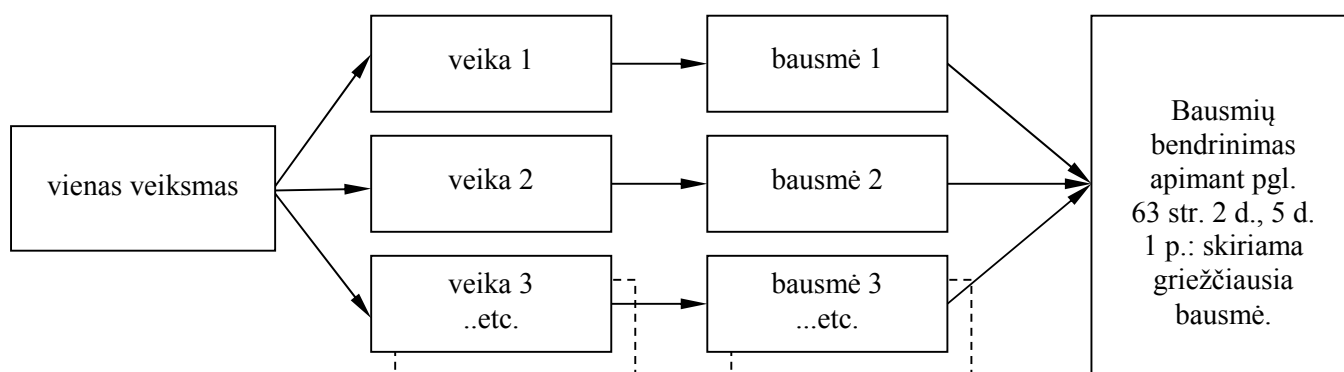 vienas veiksmas
veika 1
bausmė 1
veika 2
bausmė 2
veika 3
..etc.
bausmė 3
...etc.
Bausmių
bendrinimas
apimant pgl.
63 str. 2 d., 5 d.
1 p.: skiriama
griežčiausia
bausmė.